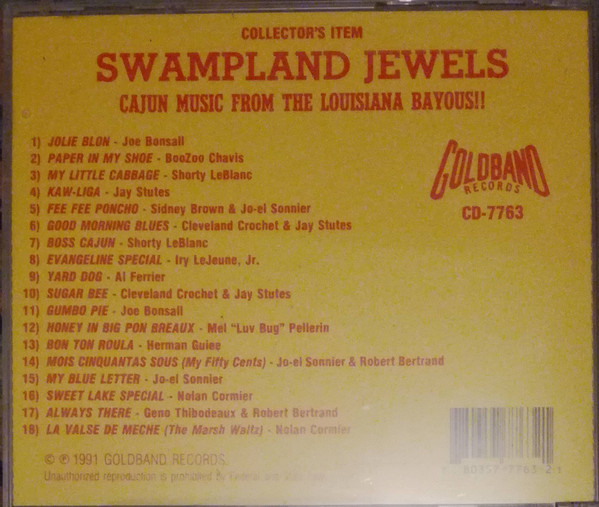 COLLECTOR'S ITEM
SWAMPLAND JEWELS
CAJUN MUSIC FROM THE LOUISIANA BAYOUS!!
1) JOLIE BLON - Joe Bonsall
2) PAPER IN MY SHOE - BooZoo Chavis
3) MY LITTLE CABBAGE - Shorty LeBlanc
4) KAW-LIGA - Jay Stutes
5) FEE FEE PONCHO - Sidney Brown & Jo-el Sonnier
6) GOOD MORNING BLUES - Cleveland Crochet & Jay Stutes
7) BOSS CAJUN - Shorty LeBlanc
8) EVANGELINE SPECIAL - Iry LeJeune, Jr.
9) YARD DOG - Al Ferrier
10) SUGAR BEE - Cleveland Crochet & Jay Stutes
11) GUMBO PIE - Joe Bonsall
12) HONEY IN BIG PON BREAUX - Mel "Luv Bug" Pellerin
13) BON TON ROULA - Herman Guiee
14) MOIS CINQUANTAS SOUS (My Fifty Cents) - Jo-el Sonnier & Robert Bertrand
15) MY BLUE LETTER - Jo-el Sonnier
16) SWEET LAKE SPECIAL - Nolan Cormier
17) ALWAYS THERE - Geno Thibodeaux & Robert Bertrand
18) LA VALSE DE MECHE (The Marsh Waltz) - Nolan Cormier
GOLDBAND
RECORDS
CD-7763
© ℗ 1991 GOLDBAND RECORDS.
Unauthorized reproduction is prohibited by
7763 2